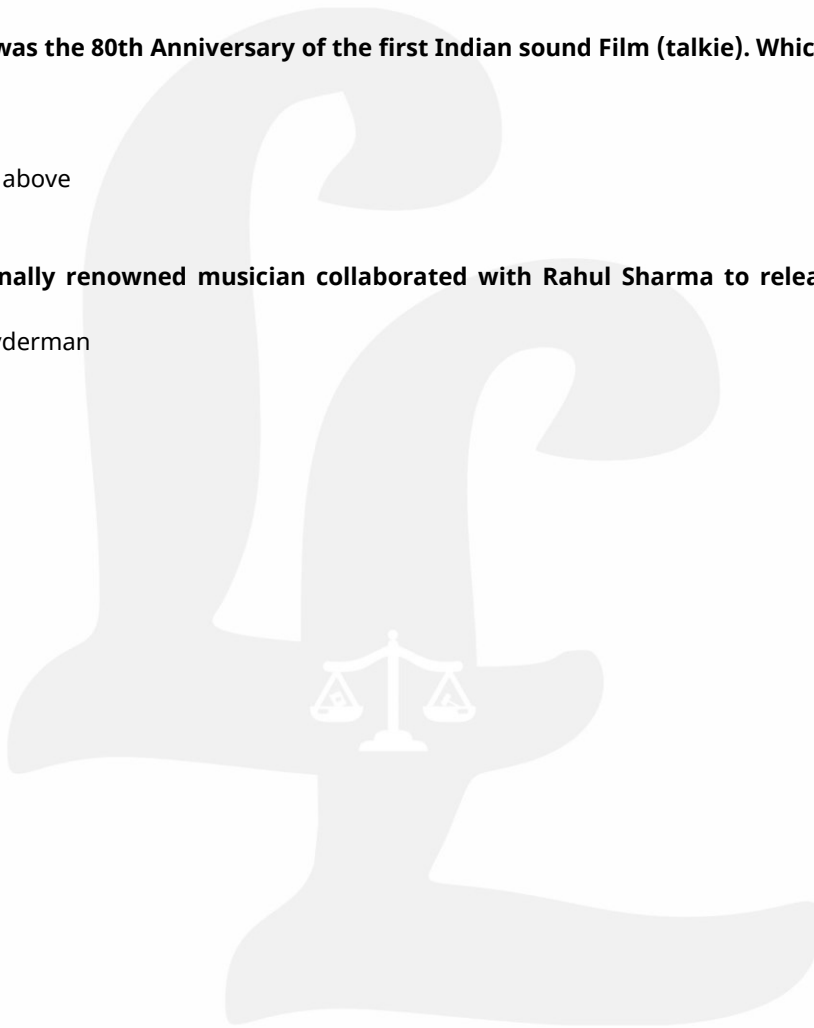 was the 80th Anniversary of the first Indian sound Film (talkie). Whic
above
nally renowned musician collaborated with Rahul Sharma to relea
yderman